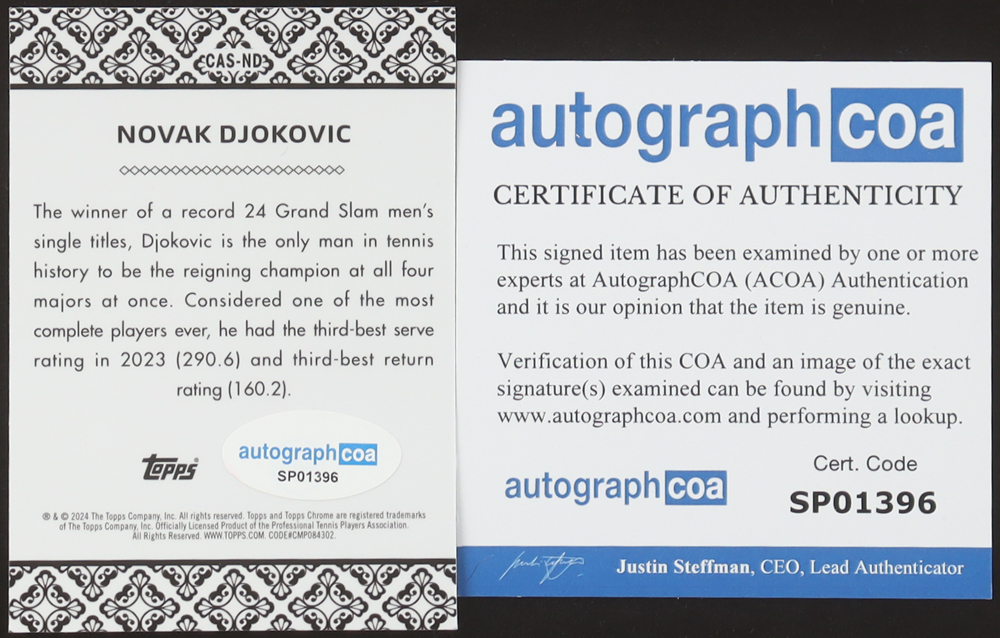 CAS-ND
NOVAK DJOKOVIC
The winner of a record 24 Grand Slam men's
single titles, Djokovic is the only man in tennis
history to be the reigning champion at all four
majors at once. Considered one of the most
complete players ever, he had the third-best serve
rating in 2023 (290.6) and third-best return
rating (160.2).
Topps®
autographcoa
SP01396
® & © 2024 The Topps Company, Inc. All rights reserved. Topps and Topps Chrome are registered trademarks
of The Topps Company, Inc. Officially Licensed Product of the Professional Tennis Players Association.
All Rights Reserved. WWW.TOPPS.COM. CODE#CMP084302.
autographcoa
CERTIFICATE OF AUTHENTICITY
This signed item has been examined by one or more
experts at AutographCOA (ACOA) Authentication
and it is our opinion that the item is genuine.
Verification of this COA and an image of the exact
signature(s) examined can be found by visiting
www.autographcoa.com and performing a lookup.
autographcoa
Cert. Code
SP01396
Justin Steffman, CEO, Lead Authenticator